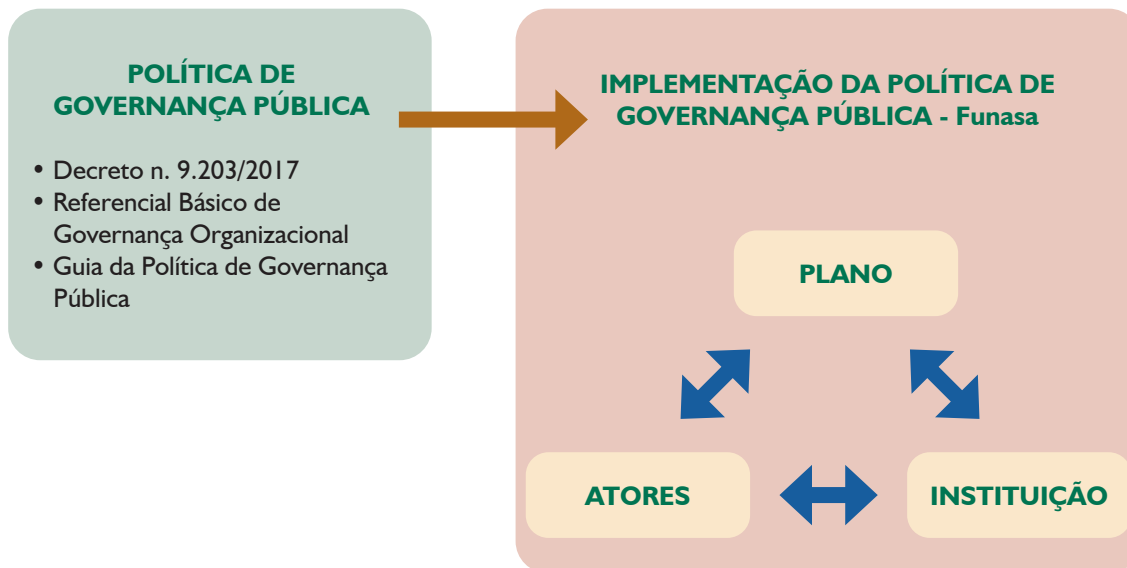 POLÍTICA DE
GOVERNANÇA PÚBLICA
• Decreto n. 9.203/2017
• Referencial Básico de
Governança Organizacional
• Guia da Política de Governança
Pública
IMPLEMENTAÇÃO DA POLÍTICA DE
GOVERNANÇA PÚBLICA - Funasa
PLANO
ATORES
INSTITUIÇÃO